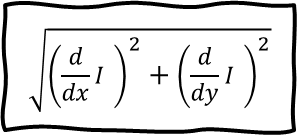 √((d/dx I)² + (d/dy I)²)